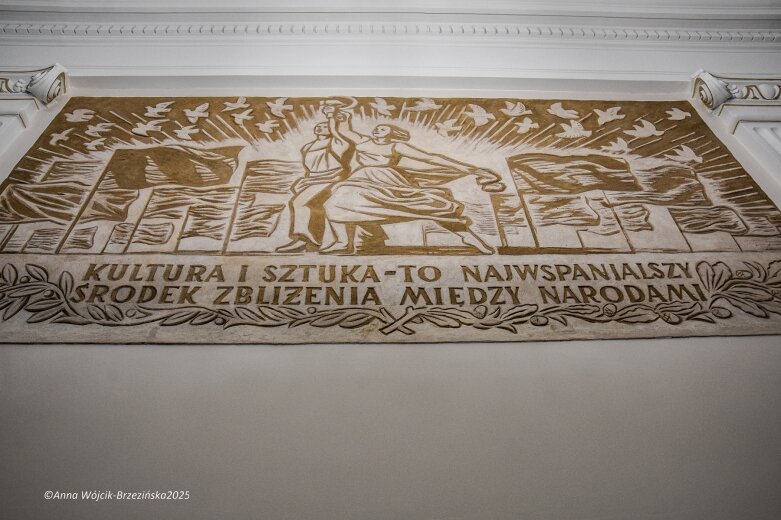 KULTURA I SZTUKA - TO NAJWSPANIALSZY
ŚRODEK ZBLIŻENIA MIĘDZY NARODAMI
©Anna Wójcik-Brzezińska2025